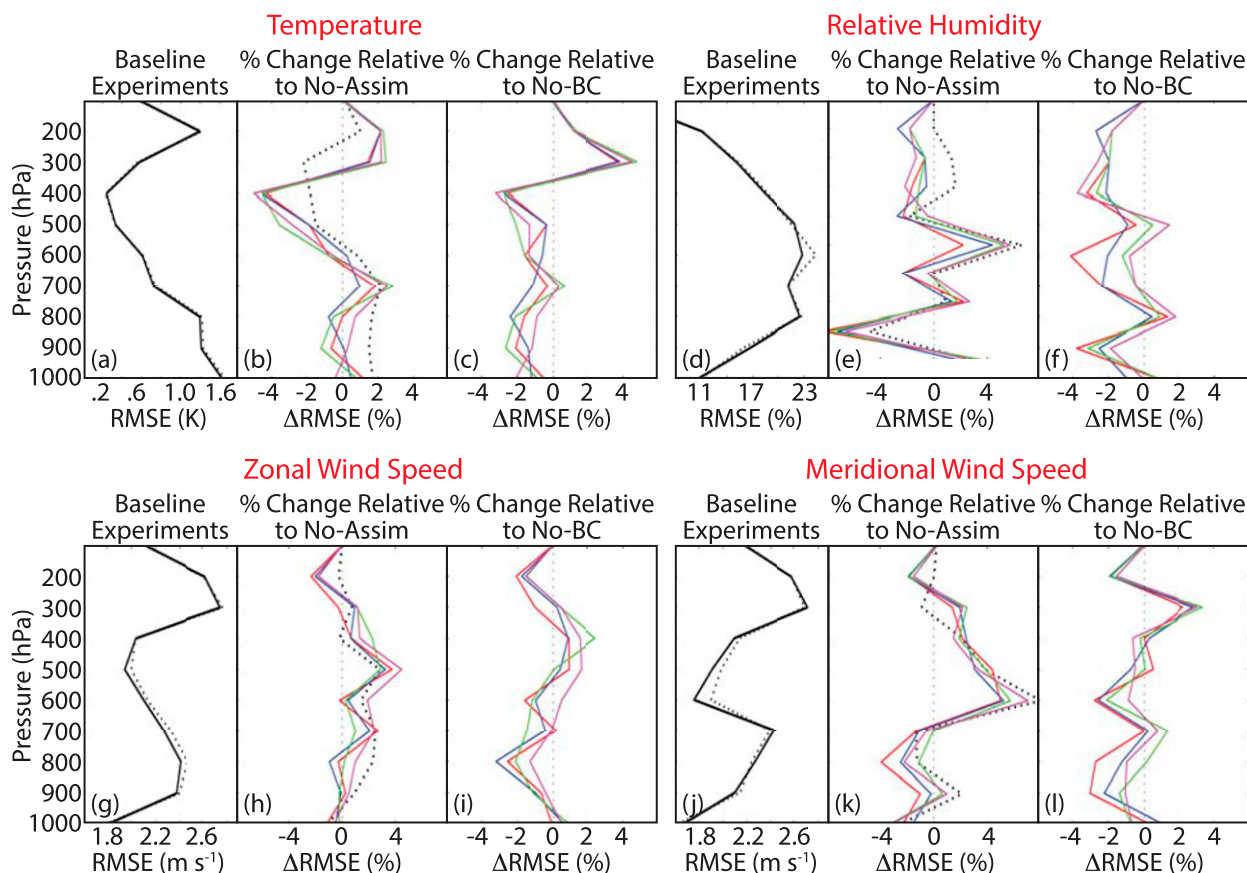 Temperature
Relative Humidity
Baseline Experiments
% Change Relative to No-Assim
% Change Relative to No-BC
Baseline Experiments
% Change Relative to No-Assim
% Change Relative to No-BC
Pressure (hPa)
200
300
400
500
600
700
800
900
1000
(a)
(b)
(c)
(d)
(e)
(f)
.2 .6 1.0 1.6
-4 -2 0 2 4
-4 -2 0 2 4
11 17 23
-4 0 4
-4 -2 0 2 4 6
RMSE (K)
ΔRMSE (%)
ΔRMSE (%)
RMSE (%)
ΔRMSE (%)
ΔRMSE (%)
Zonal Wind Speed
Meridional Wind Speed
Baseline Experiments
% Change Relative to No-Assim
% Change Relative to No-BC
Baseline Experiments
% Change Relative to No-Assim
% Change Relative to No-BC
Pressure (hPa)
200
300
400
500
600
700
800
900
1000
(g)
(h)
(i)
(j)
(k)
(l)
1.8 2.2 2.6
-4 0 4
-4 0 4
1.8 2.2 2.6
-4 0 4
-4 -2 0 2 4 6
RMSE (m s-1)
ΔRMSE (%)
ΔRMSE (%)
RMSE (m s-1)
ΔRMSE (%)
ΔRMSE (%)